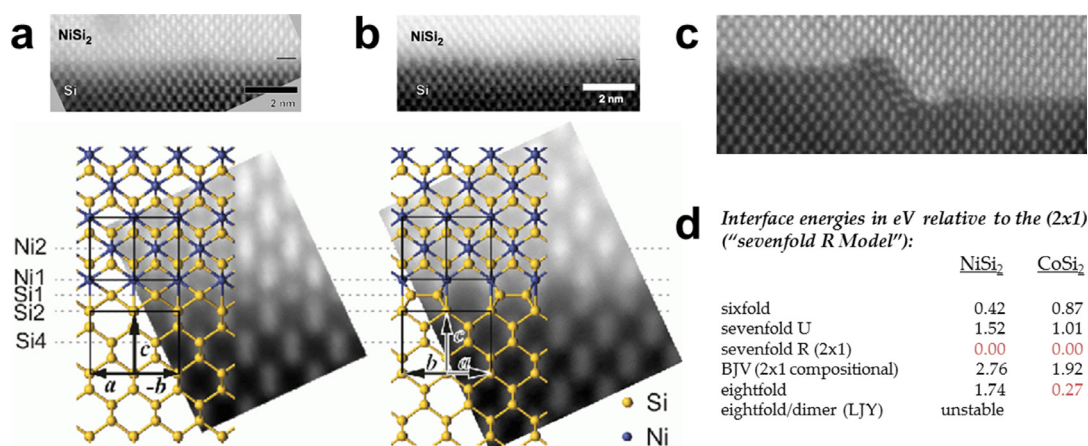 a
NiSi₂
Si
2 nm
b
NiSi₂
Si
2 nm
c
Ni2
Ni1
Si1
Si2
Si4
c
a
-b
c
b
a
Si
Ni
d
Interface energies in eV relative to the (2x1)
("sevenfold R Model"):
NiSi₂ CoSi₂
sixfold 0.42 0.87
sevenfold U 1.52 1.01
sevenfold R (2x1) 0.00 0.00
BJV (2x1 compositional) 2.76 1.92
eightfold 1.74 0.27
eightfold/dimer (LJY) unstable